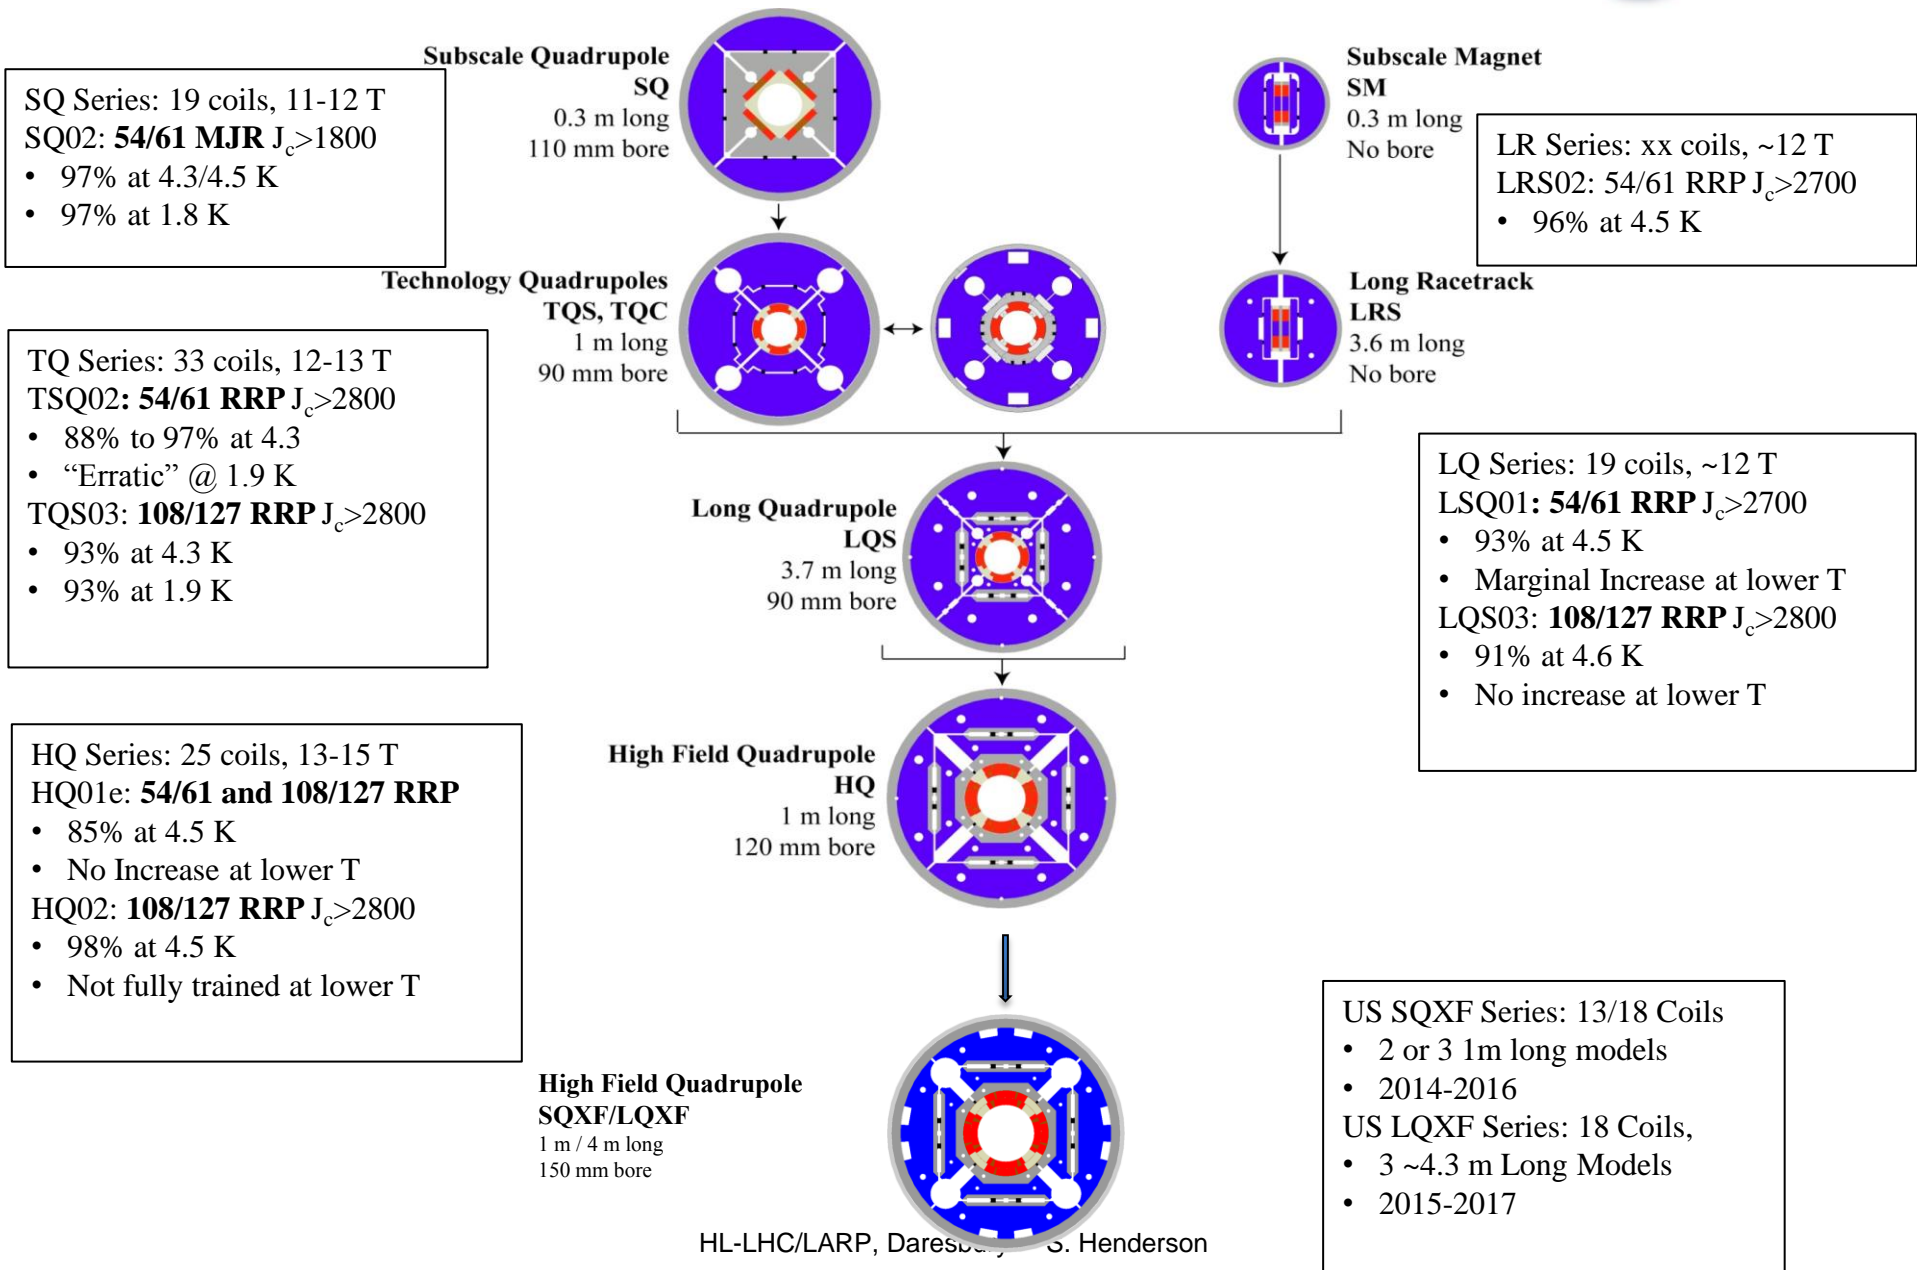 Subscale Quadrupole
SQ
0.3 m long
110 mm bore
Subscale Magnet
SM
0.3 m long
No bore
SQ Series: 19 coils, 11-12 T
SQ02: 54/61 MJR Jc>1800
• 97% at 4.3/4.5 K
• 97% at 1.8 K
LR Series: xx coils, ~12 T
LRS02: 54/61 RRP Jc>2700
• 96% at 4.5 K
Technology Quadrupoles
TQS, TQC
1 m long
90 mm bore
Long Racetrack
LRS
3.6 m long
No bore
TQ Series: 33 coils, 12-13 T
TSQ02: 54/61 RRP Jc>2800
• 88% to 97% at 4.3
• “Erratic” @ 1.9 K
TQS03: 108/127 RRP Jc>2800
• 93% at 4.3 K
• 93% at 1.9 K
Long Quadrupole
LQS
3.7 m long
90 mm bore
LQ Series: 19 coils, ~12 T
LSQ01: 54/61 RRP Jc>2700
• 93% at 4.5 K
• Marginal Increase at lower T
LQS03: 108/127 RRP Jc>2800
• 91% at 4.6 K
• No increase at lower T
HQ Series: 25 coils, 13-15 T
HQ01e: 54/61 and 108/127 RRP
• 85% at 4.5 K
• No Increase at lower T
HQ02: 108/127 RRP Jc>2800
• 98% at 4.5 K
• Not fully trained at lower T
High Field Quadrupole
HQ
1 m long
120 mm bore
High Field Quadrupole
SQXF/LQXF
1 m / 4 m long
150 mm bore
US SQXF Series: 13/18 Coils
• 2 or 3 1m long models
• 2014-2016
US LQXF Series: 18 Coils,
• 3 ~4.3 m Long Models
• 2015-2017
HL-LHC/LARP, S. Henderson